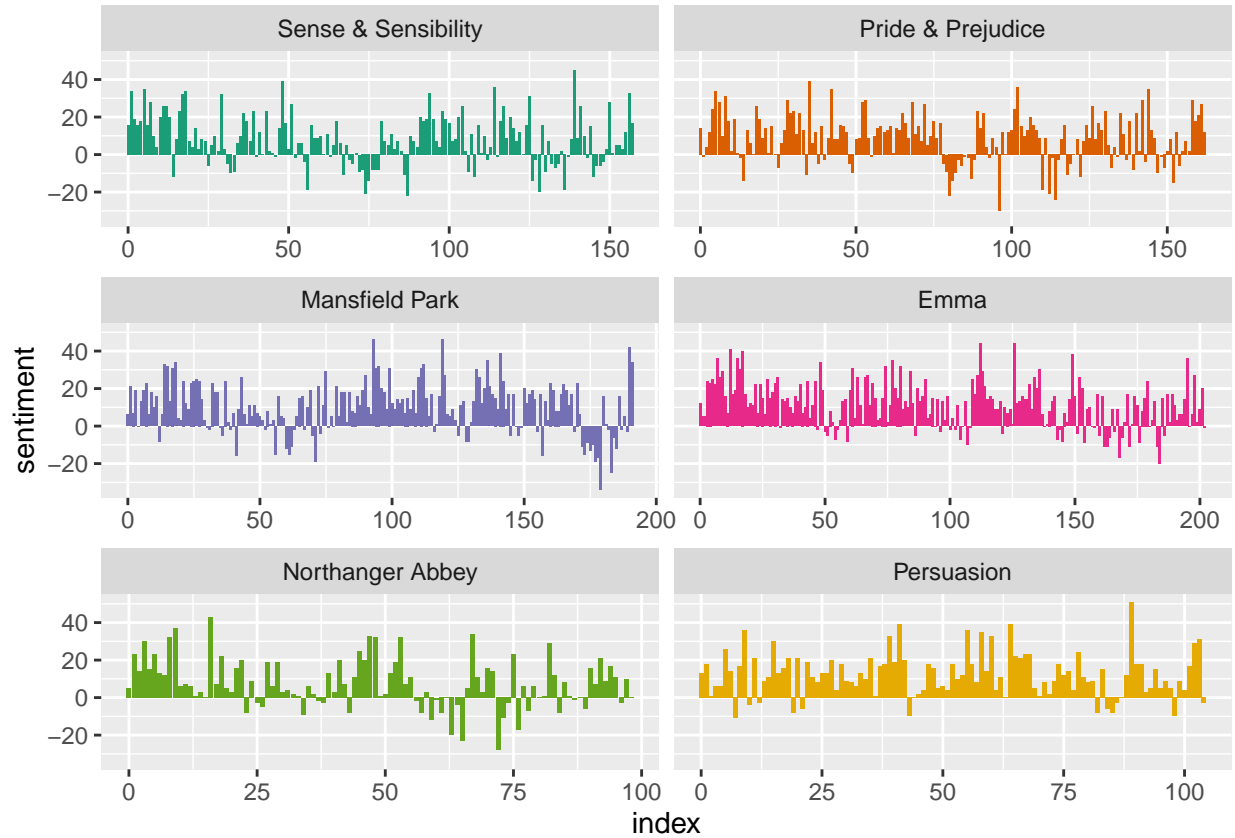 Sense & Sensibility
Pride & Prejudice
40
20
0
−20
0 50 100 150
0 50 100 150
Mansfield Park
Emma
40
20
0
−20
0 50 100 150 200
0 50 100 150 200
Northanger Abbey
Persuasion
40
20
0
−20
0 25 50 75 100
0 25 50 75 100
sentiment
index